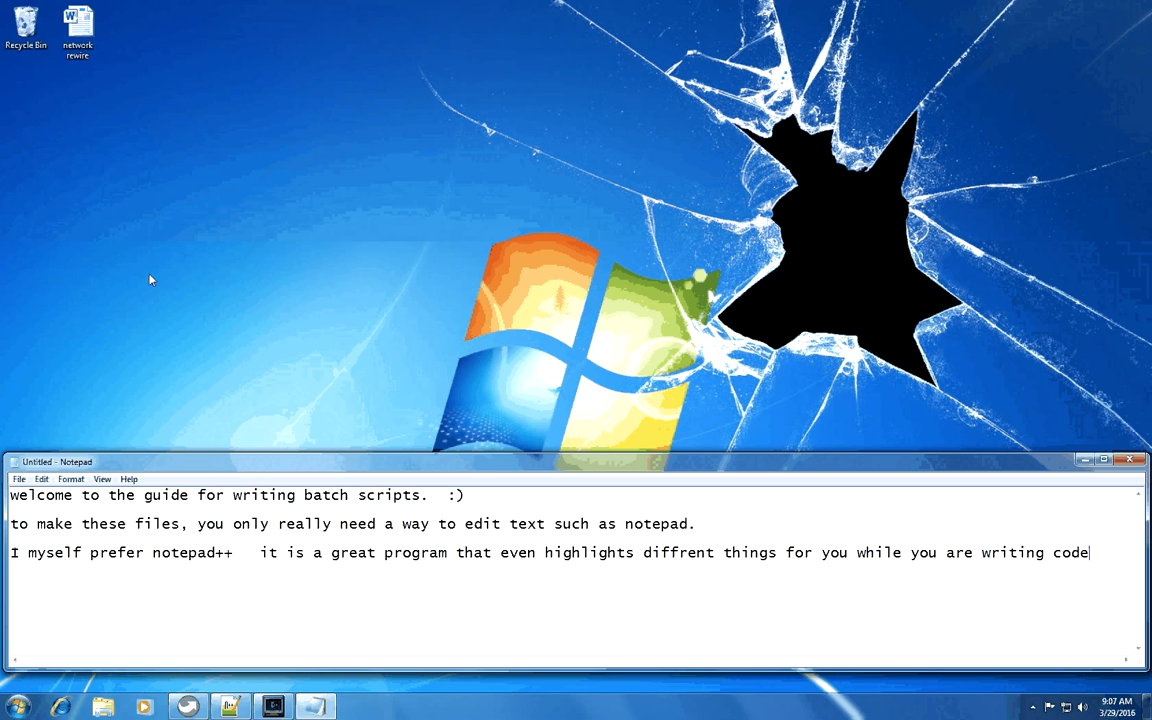 Recycle Bin
network
rewire
Untitled - Notepad
File Edit Format View Help
welcome to the guide for writing batch scripts.  :)
to make these files, you only really need a way to edit text such as notepad.
I myself prefer notepad++   it is a great program that even highlights diffrent things for you while you are writing code
9:07 AM
3/29/2016